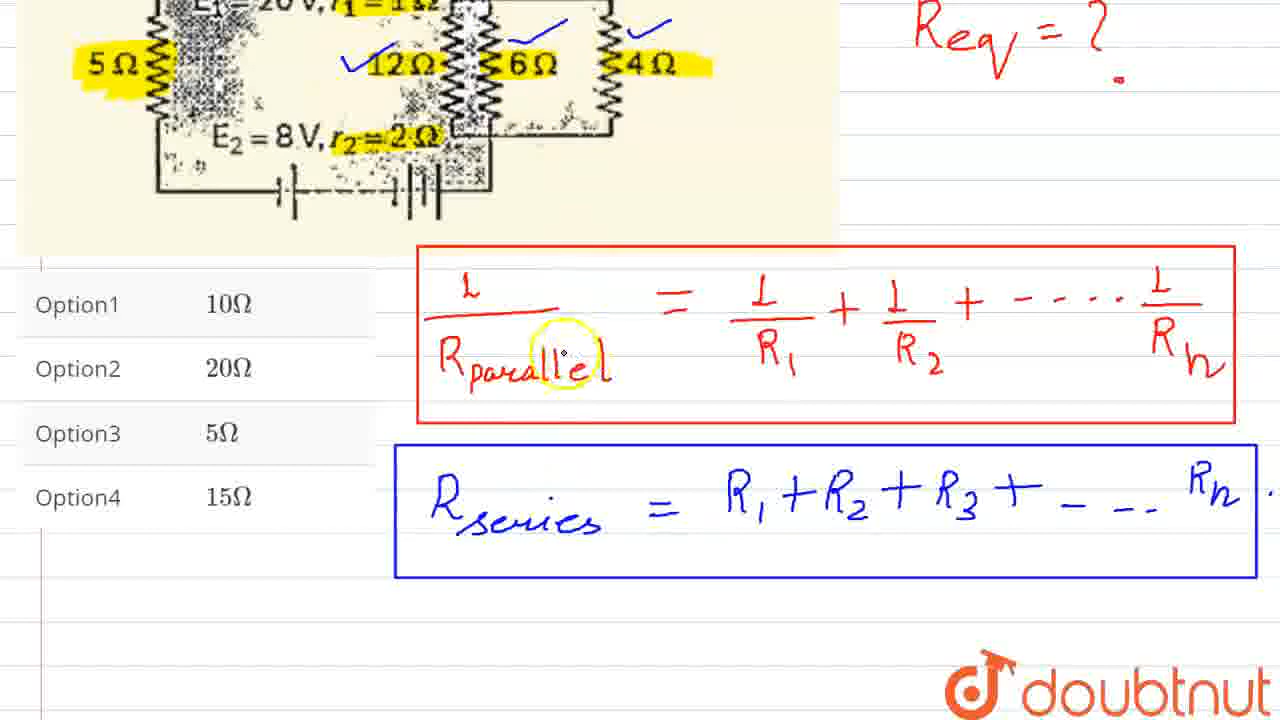 E1 = 20 V, r1 = 1 Ω
Req = ?
5 Ω
12 Ω
6 Ω
4 Ω
E2 = 8 V, r2 = 2 Ω
1/Rparallel = 1/R1 + 1/R2 + ---- 1/Rn
Option1 10Ω
Option2 20Ω
Option3 5Ω
Option4 15Ω
Rseries = R1 + R2 + R3 + --- Rn
doubtnut